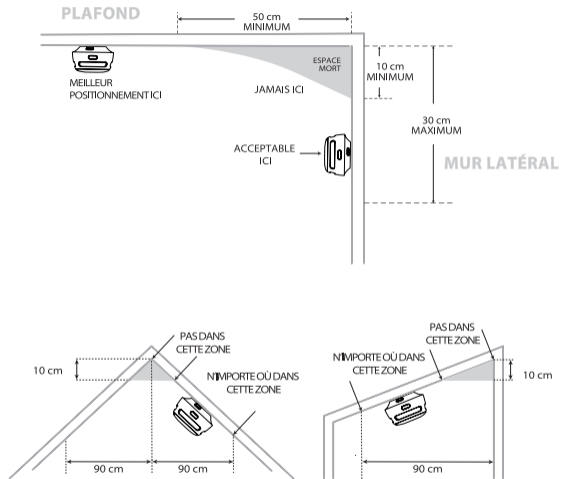 PLAFOND
50 cm
MINIMUM
ESPACE
MORT
10 cm
MINIMUM
MEILLEUR
POSITIONNEMENT ICI
JAMAIS ICI
30 cm
MAXIMUM
ACCEPTABLE
ICI
MUR LATÉRAL
PAS DANS
CETTE ZONE
10 cm
N'IMPORTE OÙ DANS
CETTE ZONE
90 cm
90 cm
PAS DANS
CETTE ZONE
N'IMPORTE OÙ DANS
CETTE ZONE
10 cm
90 cm